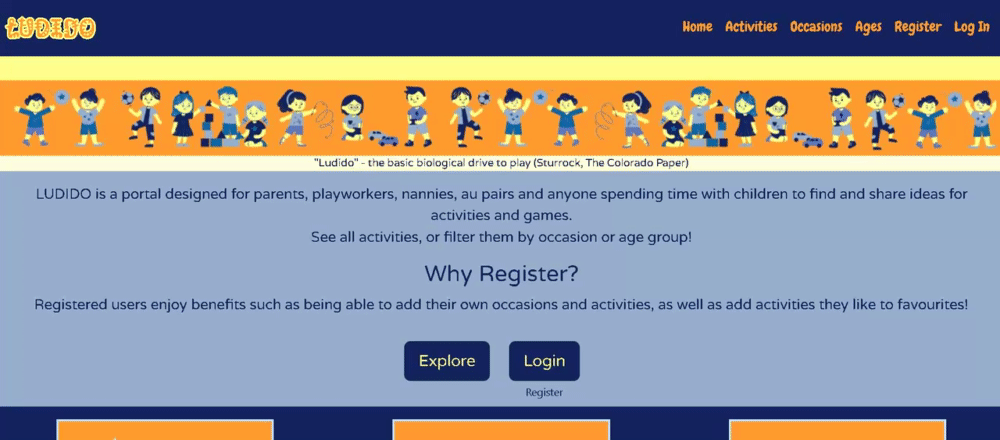 LUDIDO
Home Activities Occasions Ages Register Log In
"Ludido" - the basic biological drive to play (Sturrock, The Colorado Paper)
LUDIDO is a portal designed for parents, playworkers, nannies, au pairs and anyone spending time with children to find and share ideas for
activities and games.
See all activities, or filter them by occasion or age group!
Why Register?
Registered users enjoy benefits such as being able to add their own occasions and activities, as well as add activities they like to favourites!
Explore Login
Register